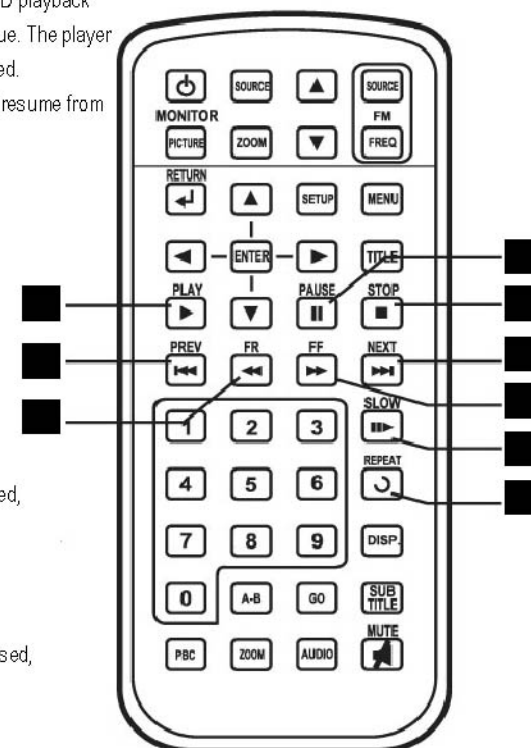 D playback
ue. The player
ed.
resume from
ed,
sed,
SOURCE SOURCE
MONITOR FM
PICTURE ZOOM FREQ
RETURN
SETUP MENU
ENTER TITLE
PLAY PAUSE STOP
PREV FR FF NEXT
1 2 3 SLOW
4 5 6 REPEAT
7 8 9 DISP.
0 A-B GO SUB TITLE
MUTE
PBC ZOOM AUDIO